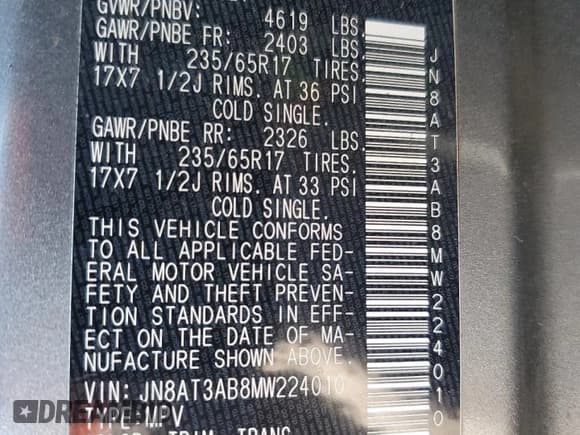 GVWR/PNBV: 4619 LBS.
GAWR/PNBE FR: 2403 LBS.
WITH 235/65R17 TIRES.
17X7 1/2J RIMS. AT 36 PSI
COLD SINGLE.
GAWR/PNBE RR: 2326 LBS.
WITH 235/65R17 TIRES.
17X7 1/2J RIMS. AT 33 PSI
COLD SINGLE.
THIS VEHICLE CONFORMS
TO ALL APPLICABLE FED-
ERAL MOTOR VEHICLE SA-
FETY AND THEFT PREVEN-
TION STANDARDS IN EFF-
ECT ON THE DATE OF MA-
NUFACTURE SHOWN ABOVE.
VIN: JN8AT3AB8MW224010
TYPE:MPV
TRIM TRANS
JN8AT3AB8MW224010